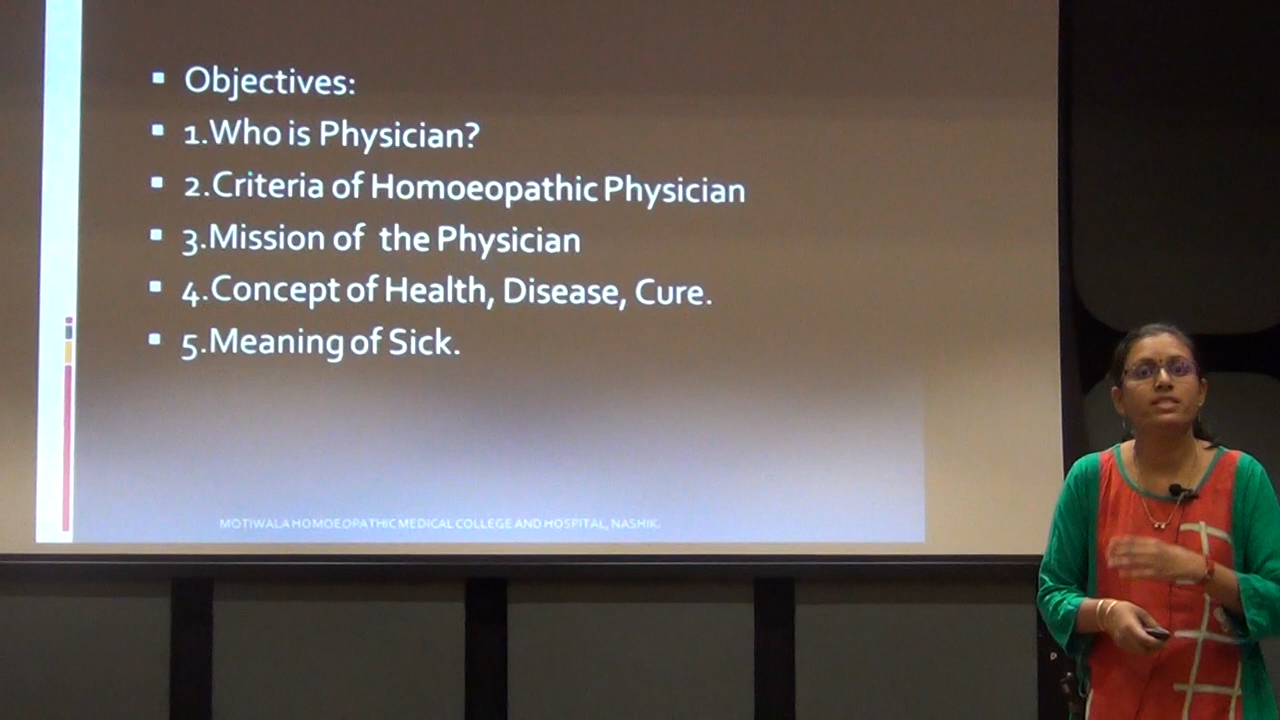 Objectives:
1.Who is Physician?
2.Criteria of Homoeopathic Physician
3.Mission of the Physician
4.Concept of Health, Disease, Cure.
5.Meaning of Sick.
MOTIWALA HOMOEOPATHIC MEDICAL COLLEGE AND HOSPITAL, NASHIK.